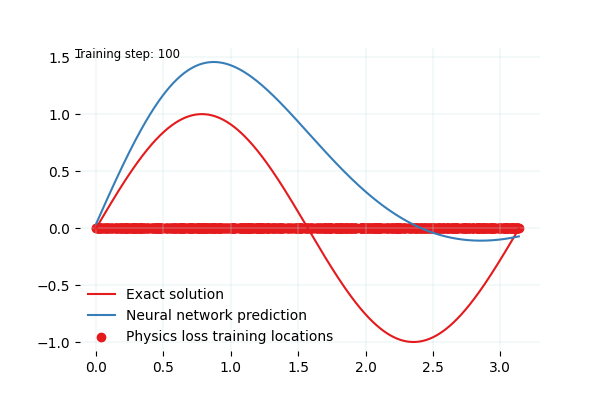 Training step: 100
1.5
1.0
0.5
0.0
−0.5
−1.0
Exact solution
Neural network prediction
Physics loss training locations
0.0 0.5 1.0 1.5 2.0 2.5 3.0